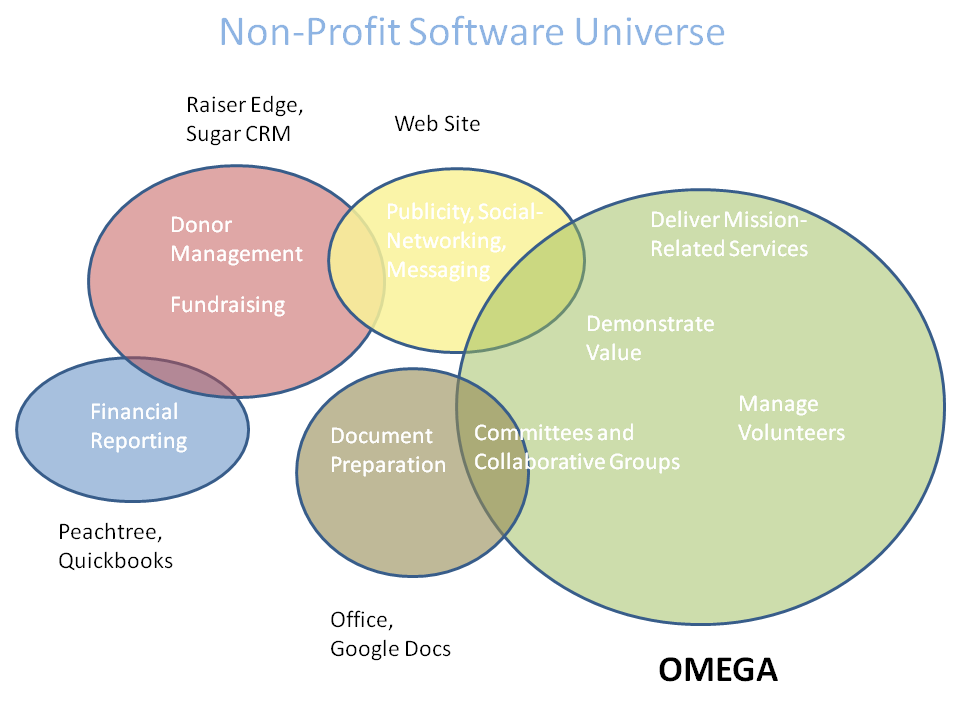 Non-Profit Software Universe
Raiser Edge,
Sugar CRM
Web Site
Donor
Management
Fundraising
Publicity, Social-
Networking,
Messaging
Deliver Mission-
Related Services
Demonstrate
Value
Manage
Volunteers
Financial
Reporting
Document
Preparation
Committees and
Collaborative Groups
Peachtree,
Quickbooks
Office,
Google Docs
OMEGA